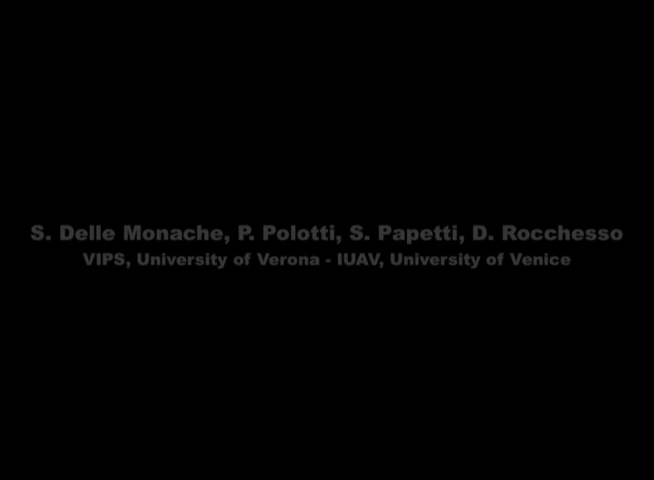 S. Delle Monache, P. Polotti, S. Papetti, D. Rocchesso
VIPS, University of Verona - IUAV, University of Venice